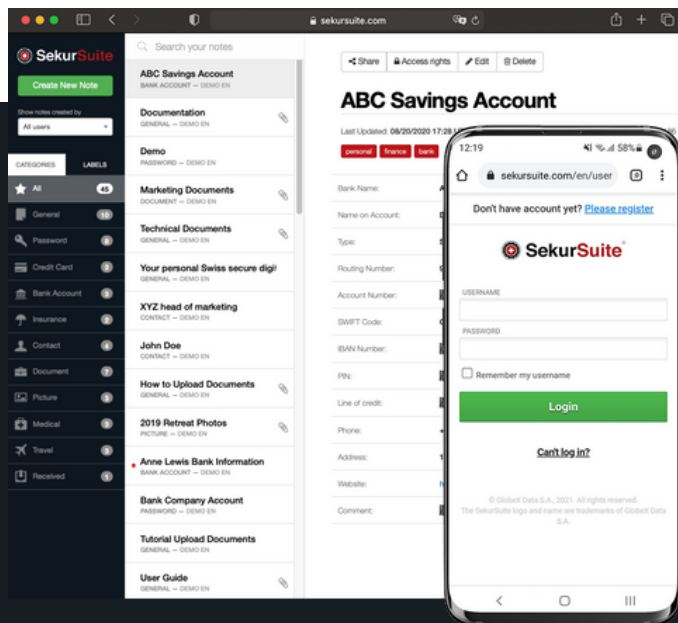 sekursuite.com
SekurSuite
Create New Note
Show notes created by
All users
CATEGORIES
LABELS
All
45
General
10
Password
Credit Card
Bank Account
Insurance
Contact
Document
Picture
Medical
Travel
Received
Search your notes
ABC Savings Account
BANK ACCOUNT — DEMO EN
Documentation
GENERAL — DEMO EN
Demo
PASSWORD — DEMO EN
Marketing Documents
DOCUMENT — DEMO EN
Technical Documents
GENERAL — DEMO EN
Your personal Swiss secure digi
GENERAL — DEMO EN
XYZ head of marketing
CONTACT — DEMO EN
John Doe
CONTACT — DEMO EN
How to Upload Documents
GENERAL — DEMO EN
2019 Retreat Photos
PICTURE — DEMO EN
Anne Lewis Bank Information
BANK ACCOUNT — DEMO EN
Bank Company Account
PASSWORD — DEMO EN
Tutorial Upload Documents
GENERAL — DEMO EN
User Guide
GENERAL — DEMO EN
Share
Access rights
Edit
Delete
ABC Savings Account
Last Updated: 08/20/2020 17:28
personal
finance
bank
Bank Name:
Name on Account:
Type:
Routing Number:
Account Number:
SWIFT Code:
IBAN Number:
PIN:
Line of credit:
Phone:
Address:
Website:
Comment:
12:19
58%
sekursuite.com/en/user
Don't have account yet? Please register
SekurSuite
USERNAME
PASSWORD
Remember my username
Login
Can't log in?
© GlobeX Data S.A., 2021. All rights reserved.
The SekurSuite logo and name are trademarks of GlobeX Data
S.A.